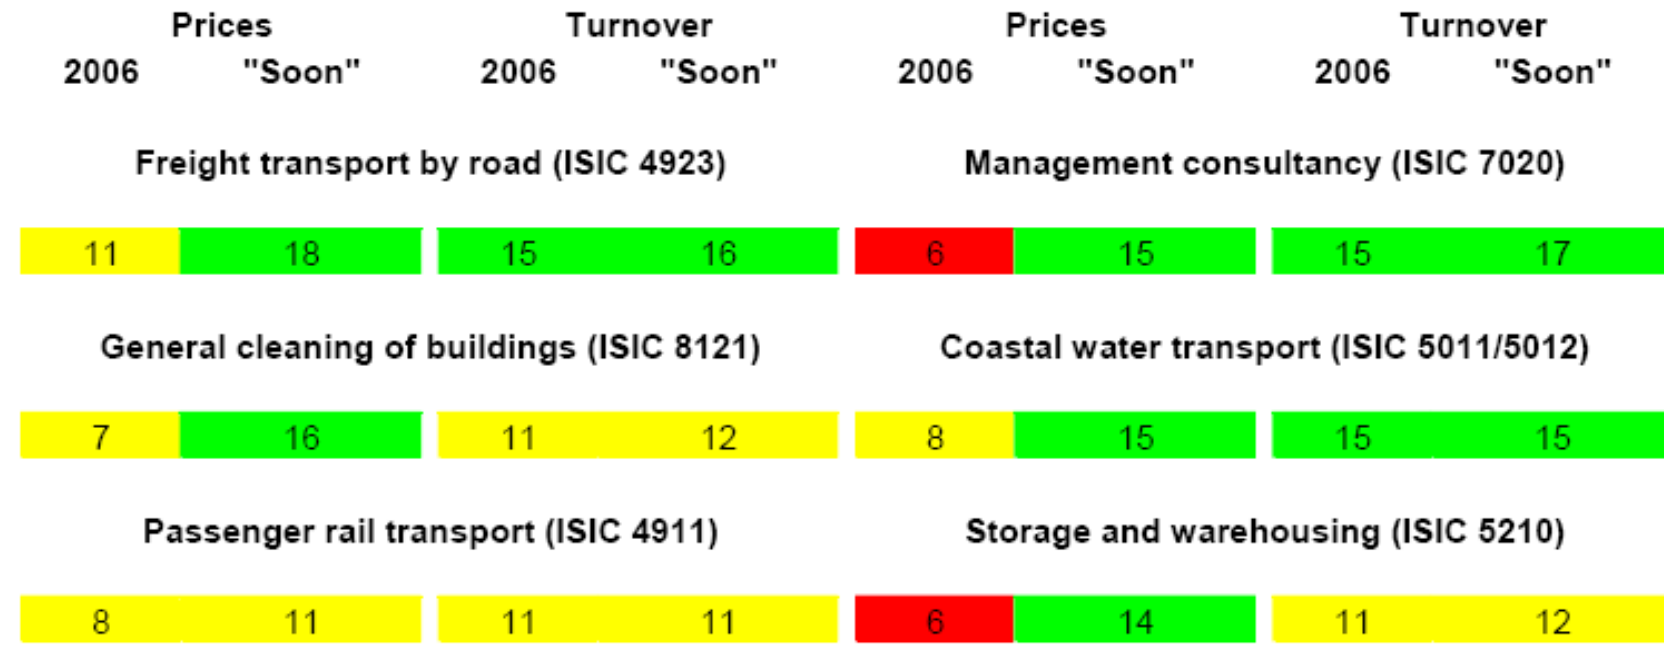 Prices Turnover Prices Turnover
2006 "Soon" 2006 "Soon" 2006 "Soon" 2006 "Soon"
Freight transport by road (ISIC 4923) Management consultancy (ISIC 7020)
11 18 15 16 6 15 15 17
General cleaning of buildings (ISIC 8121) Coastal water transport (ISIC 5011/5012)
7 16 11 12 8 15 15 15
Passenger rail transport (ISIC 4911) Storage and warehousing (ISIC 5210)
8 11 11 11 6 14 11 12